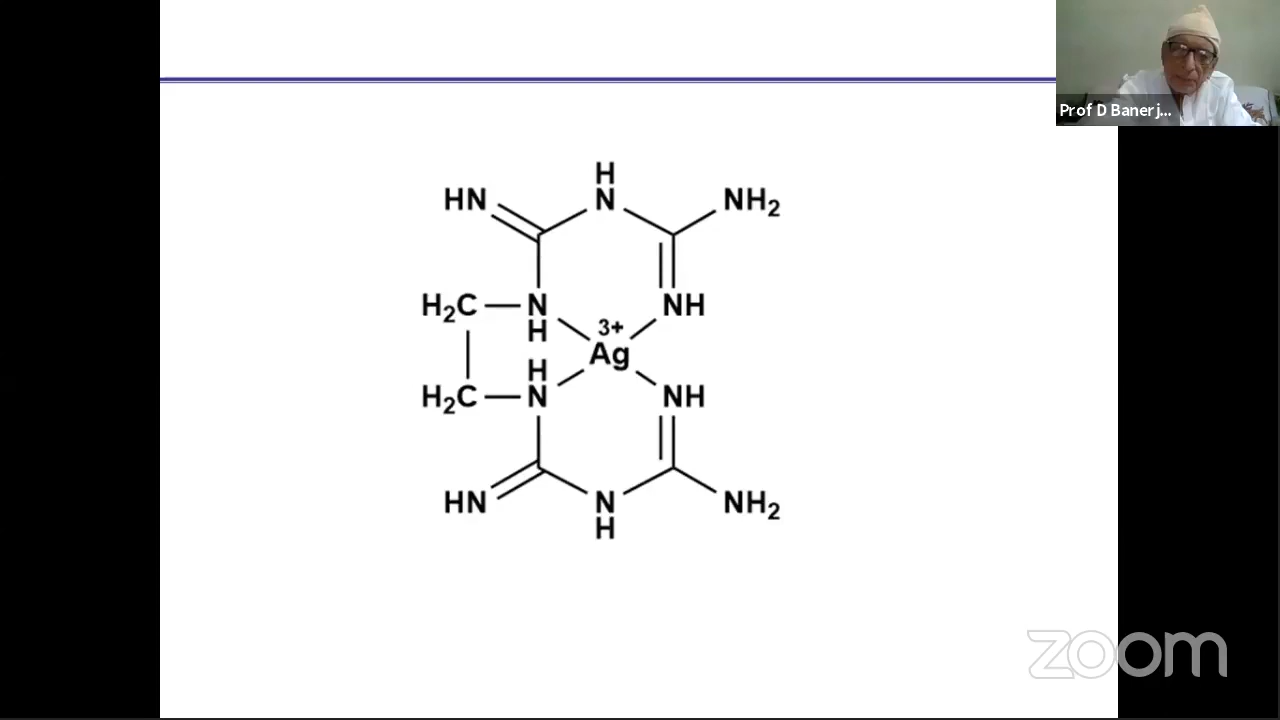 Prof D Banerj...
H
HN N NH₂
H₂C N NH
H 3+
Ag
H
H₂C N NH
HN N NH₂
H
zoom